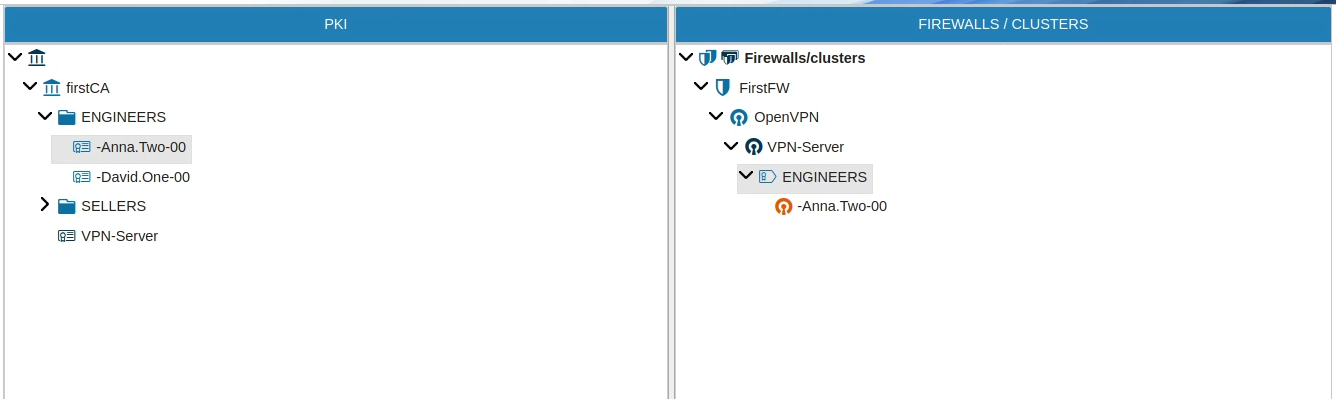 PKI
firstCA
ENGINEERS
-Anna.Two-00
-David.One-00
SELLERS
VPN-Server
FIREWALLS / CLUSTERS
Firewalls/clusters
FirstFW
OpenVPN
VPN-Server
ENGINEERS
-Anna.Two-00